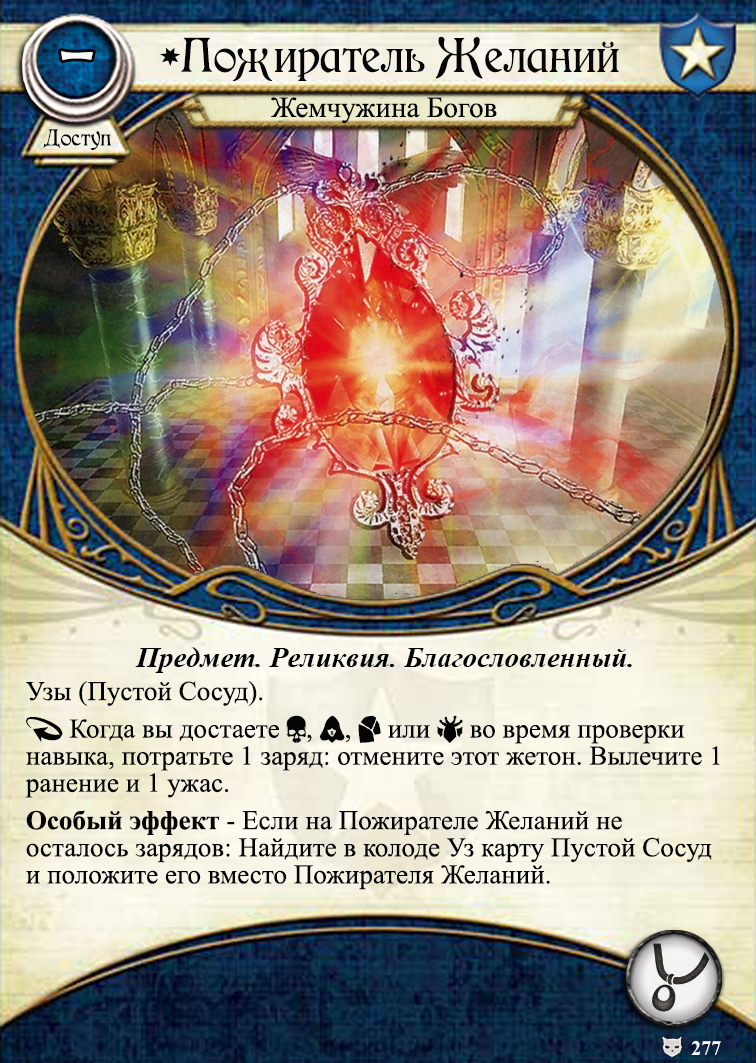 Пожиратель Желаний
Жемчужина Богов
Доступ
Предмет. Реликвия. Благословленный.
Узы (Пустой Сосуд).
Когда вы достаете , , или во время проверки
навыка, потратьте 1 заряд: отмените этот жетон. Вылечите 1
ранение и 1 ужас.
Особый эффект - Если на Пожирателе Желаний не
осталось зарядов: Найдите в колоде Уз карту Пустой Сосуд
и положите его вместо Пожирателя Желаний.
277